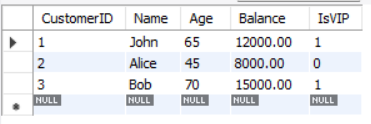 CustomerID Name Age Balance IsVIP
1 John 65 12000.00 1
2 Alice 45 8000.00 0
3 Bob 70 15000.00 1
NULL NULL NULL NULL NULL